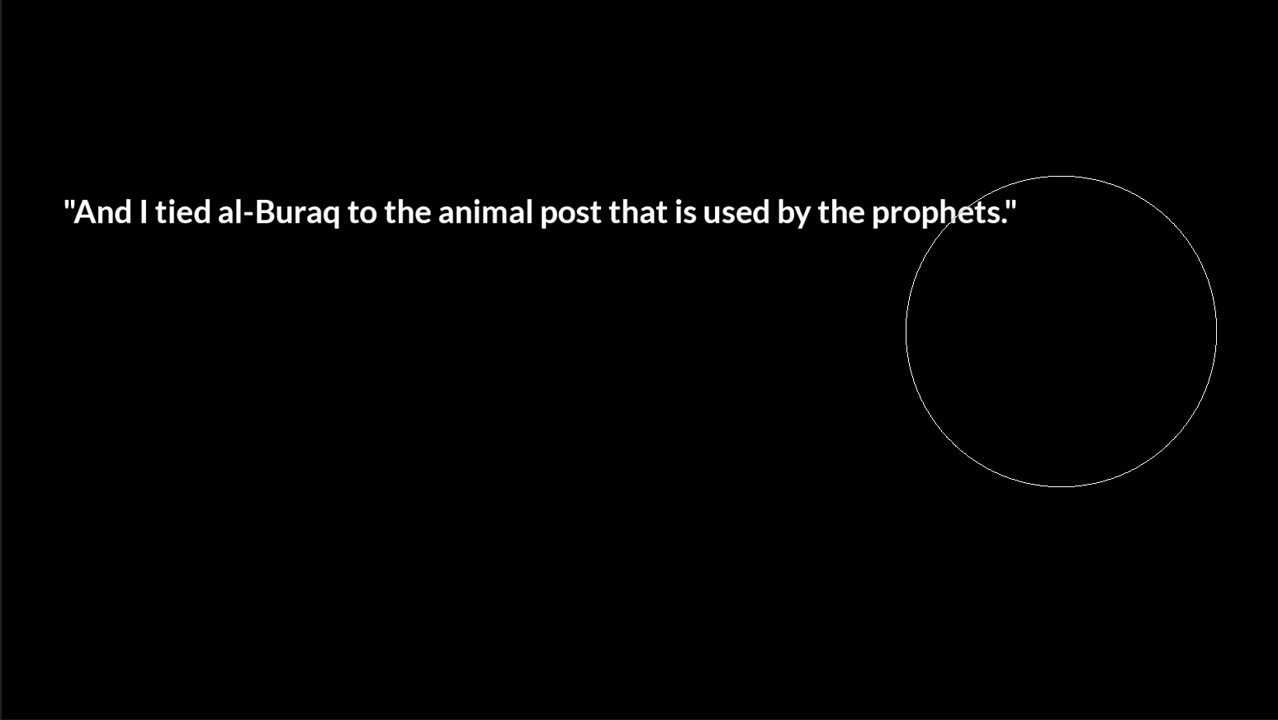 "And I tied al-Buraq to the animal post that is used by the prophets."